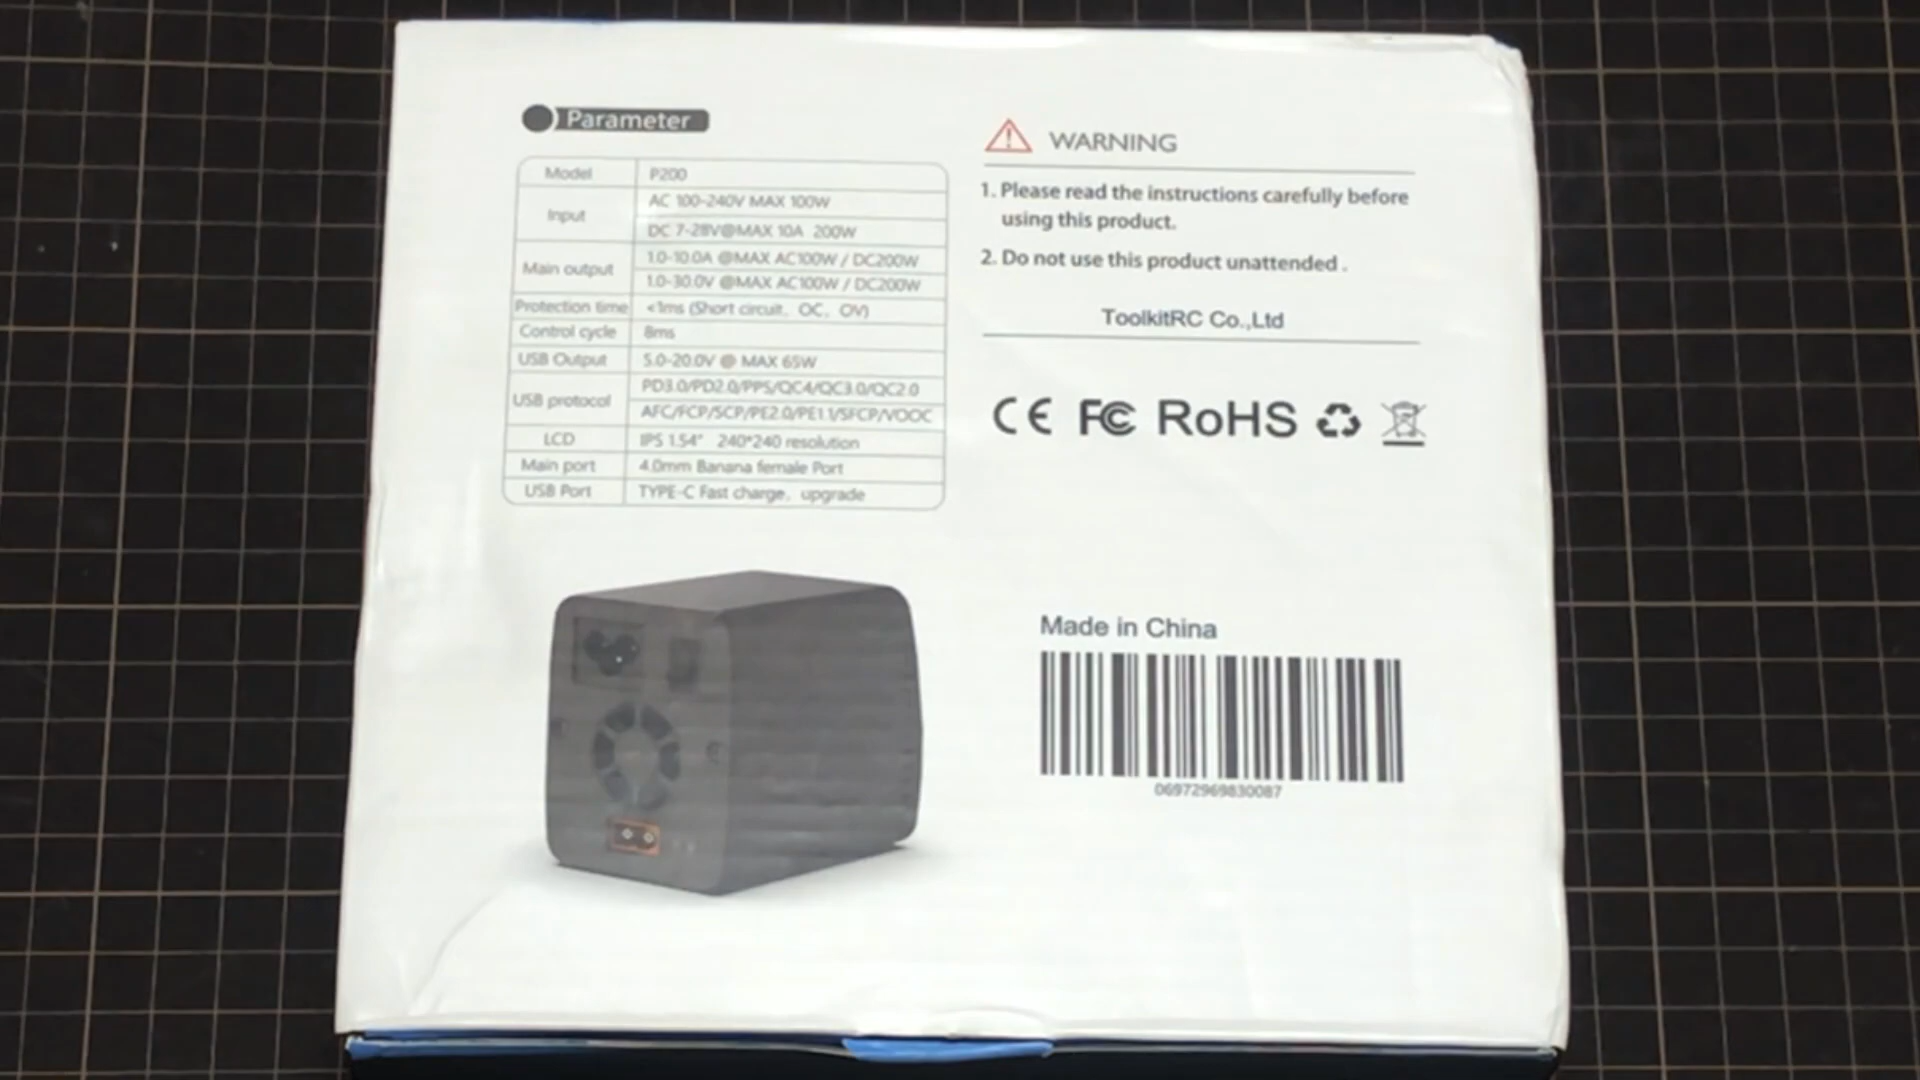 Parameter
Model P200
Input AC 100-240V MAX 100W
DC 7-28V@MAX 10A 200W
Main output 1.0-10.0A @MAX AC100W / DC200W
1.0-30.0V @MAX AC100W / DC200W
Protection time <1ms (Short circuit, OC, OV)
Control cycle 8ms
USB Output 5.0-20.0V @ MAX 65W
USB protocol PD3.0/PD2.0/PPS/QC4/QC3.0/QC2.0
AFC/FCP/SCP/PE2.0/PE1.1/SFCP/VOOC
LCD IPS 1.54" 240*240 resolution
Main port 4.0mm Banana female Port
USB Port TYPE-C Fast charge, upgrade
WARNING
1. Please read the instructions carefully before
using this product.
2. Do not use this product unattended .
ToolkitRC Co.,Ltd
CE FC RoHS
Made in China
06972969830087